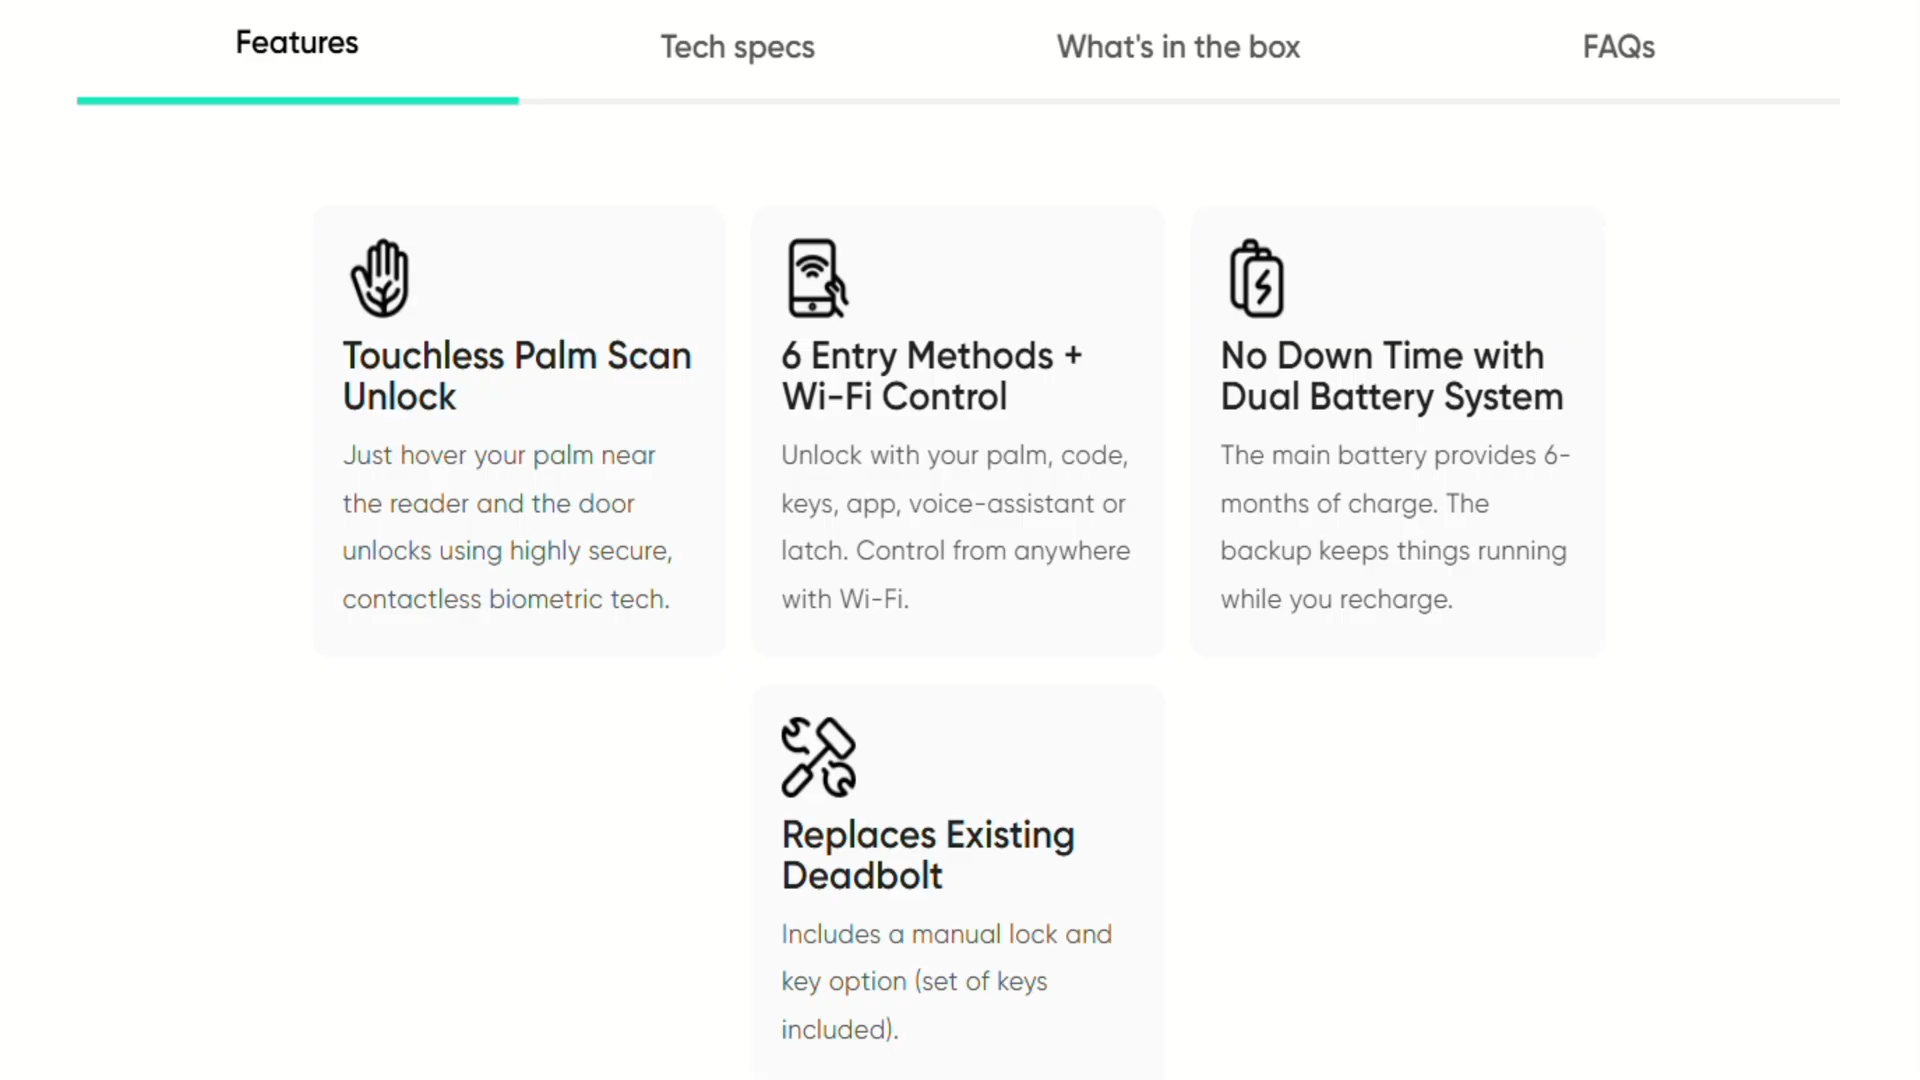 Features
Tech specs
What's in the box
FAQs
Touchless Palm Scan
Unlock
Just hover your palm near
the reader and the door
unlocks using highly secure,
contactless biometric tech.
6 Entry Methods +
Wi-Fi Control
Unlock with your palm, code,
keys, app, voice-assistant or
latch. Control from anywhere
with Wi-Fi.
No Down Time with
Dual Battery System
The main battery provides 6-
months of charge. The
backup keeps things running
while you recharge.
Replaces Existing
Deadbolt
Includes a manual lock and
key option (set of keys
included).